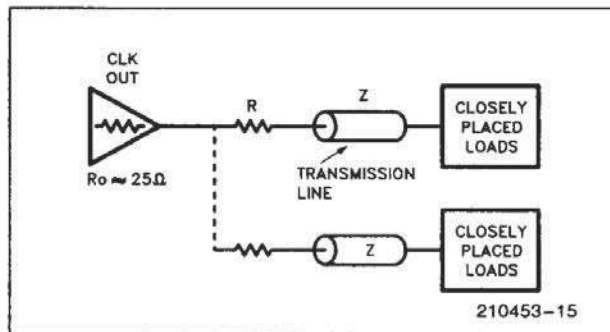 CLK
OUT
Ro ≈ 25Ω
R
Z
TRANSMISSION
LINE
CLOSELY
PLACED
LOADS
Z
CLOSELY
PLACED
LOADS
210453-15